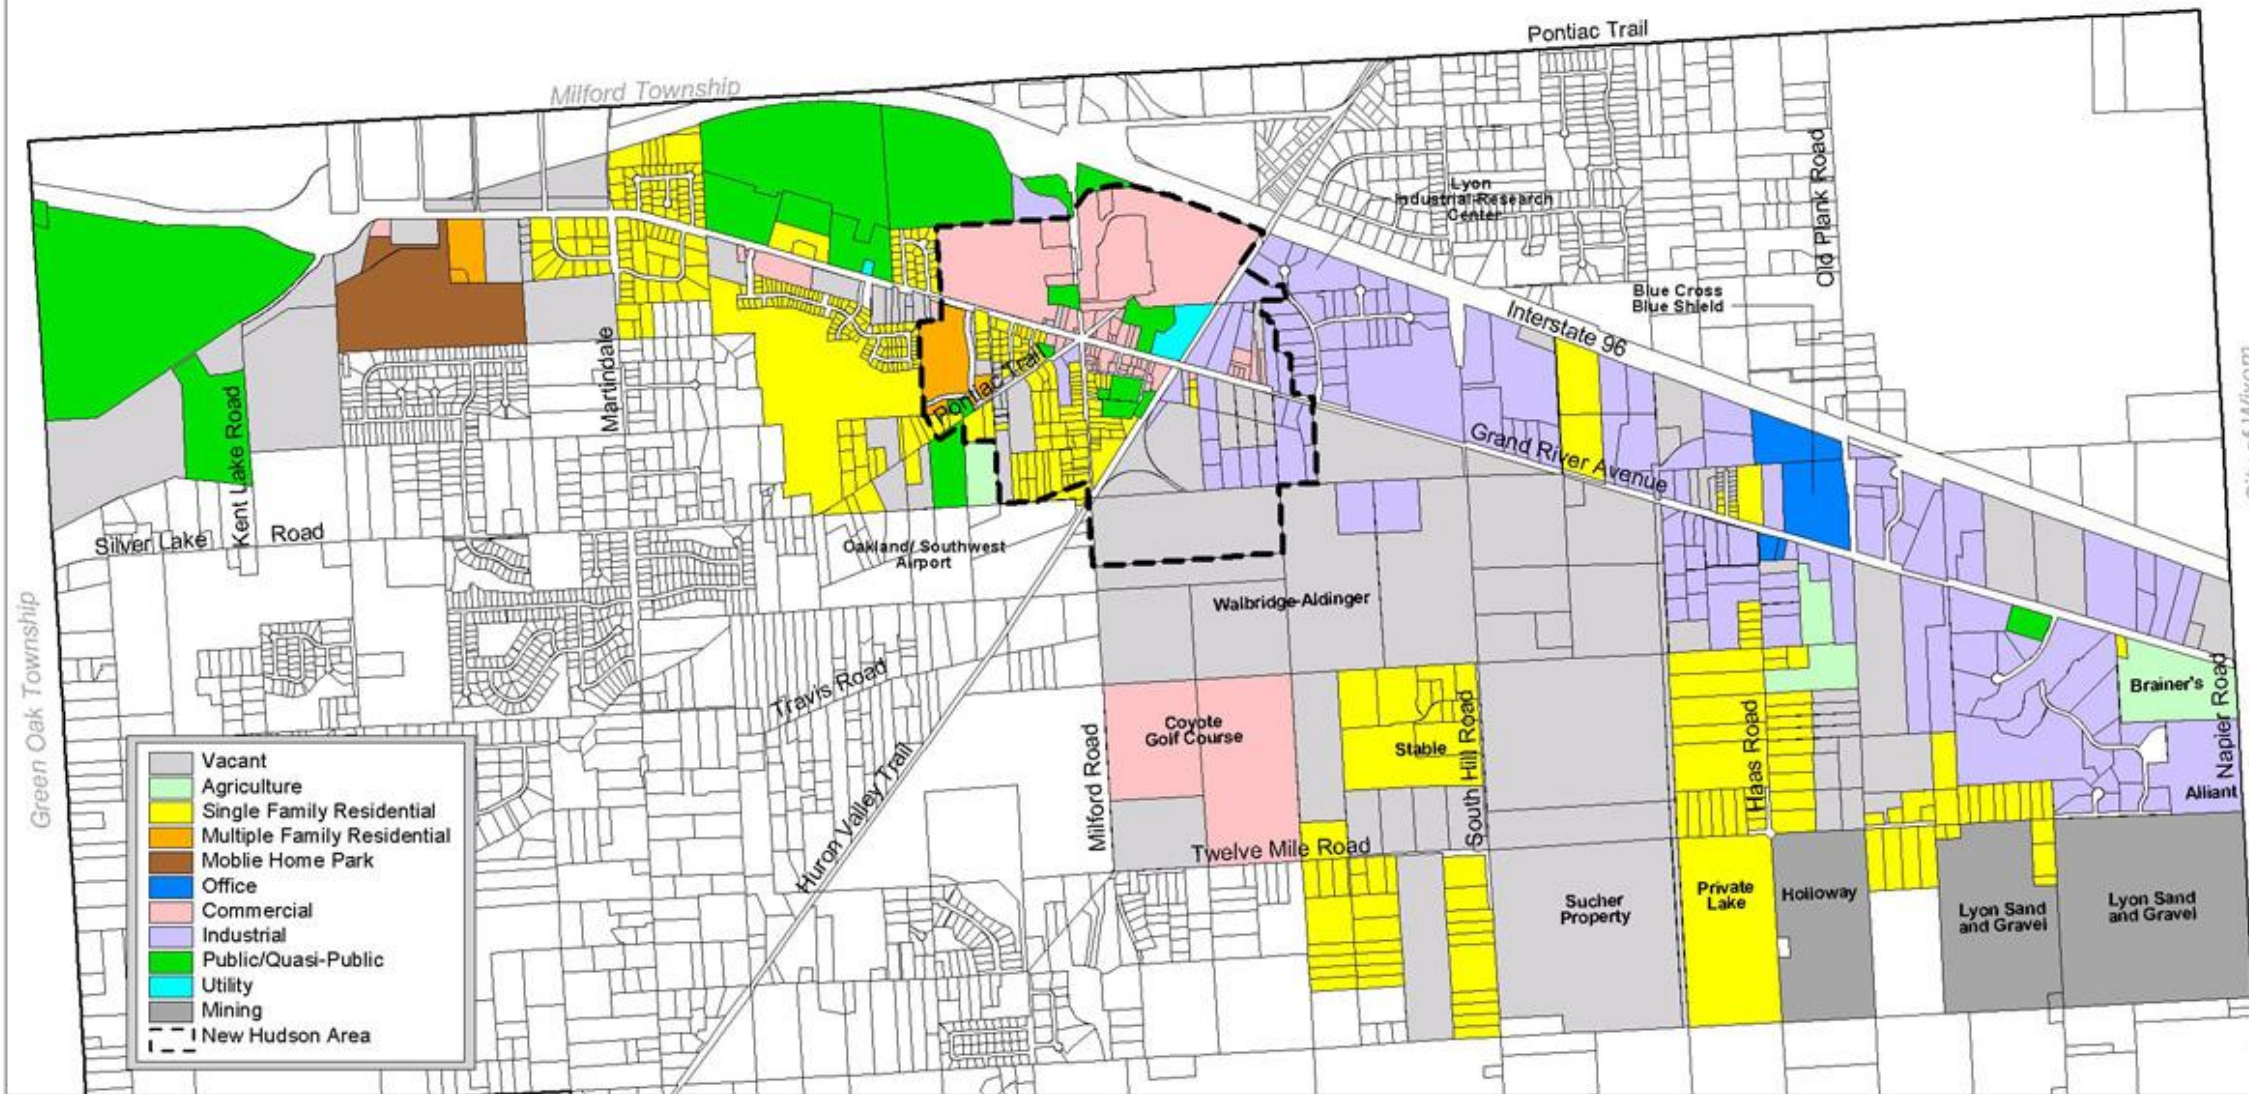 Pontiac Trail
Milford Township
Old Plank Road
Lyon
Industrial-Research
Center
Blue Cross
Blue Shield
Interstate 96
City of Wixom
Martindale
Pontiac Trail
Kent Lake Road
Grand River Avenue
Silver Lake
Road
Oakland/ Southwest
Airport
Green Oak Township
Walbridge-Aldinger
Travis Road
Brainer's
Napier Road
Coyote
Golf Course
Stable
South Hill Road
Haas Road
Milford Road
Huron Valley Trail
Alliant
Twelve Mile Road
Private
Lake
Holloway
Sucher
Property
Lyon Sand
and Gravel
Lyon Sand
and Gravel
Vacant
Agriculture
Single Family Residential
Multiple Family Residential
Moblie Home Park
Office
Commercial
Industrial
Public/Quasi-Public
Utility
Mining
New Hudson Area